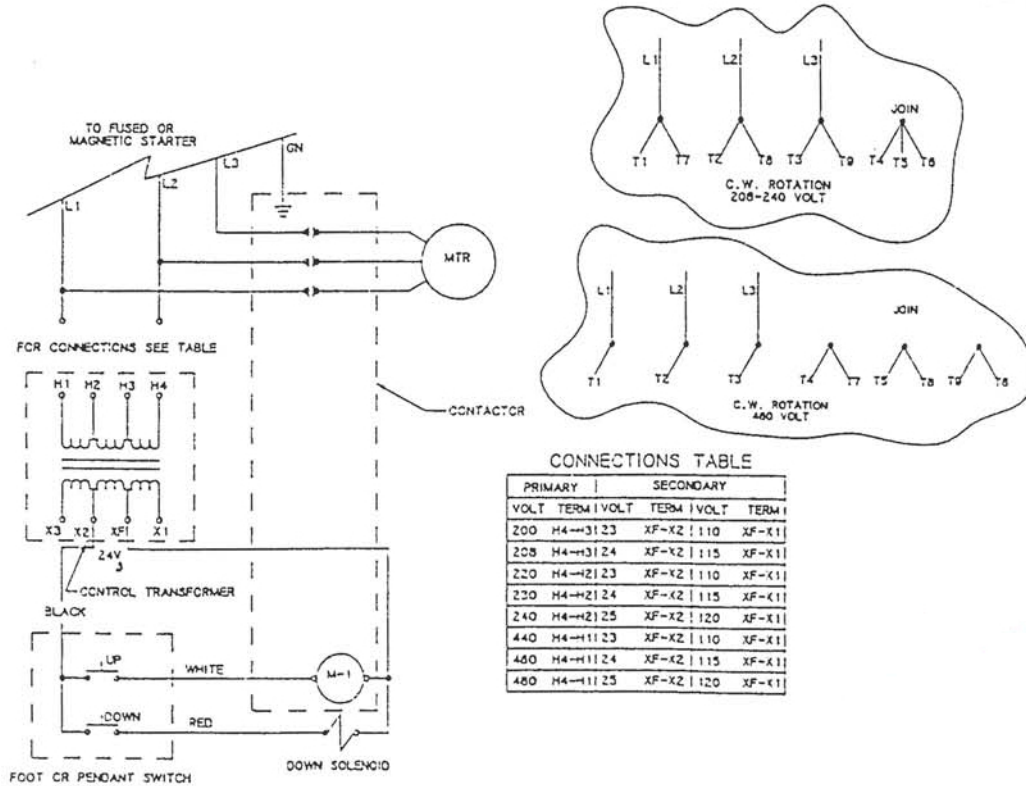 TO FUSED OR
MAGNETIC STARTER
L1
L2
L3
GN
MTR
FOR CONNECTIONS SEE TABLE
H1 H2 H3 H4
X3 X2 XF X1
24V
CONTROL TRANSFORMER
BLACK
UP
WHITE
M-1
DOWN
RED
DOWN SOLENOID
FOOT OR PENDANT SWITCH
CONTACTOR
L1 L2 L3
JOIN
T1 T7 T2 T8 T3 T9 T4 T5 T6
C.W. ROTATION
208-240 VOLT
L1 L2 L3
JOIN
T1 T2 T3 T4 T7 T5 T8 T9 T6
C.W. ROTATION
460 VOLT
CONNECTIONS TABLE
PRIMARY SECONDARY
VOLT TERM VOLT TERM VOLT TERM
200 H4-H3 23 XF-X2 110 XF-X1
208 H4-H3 24 XF-X2 115 XF-X1
220 H4-H2 23 XF-X2 110 XF-X1
230 H4-H2 24 XF-X2 115 XF-X1
240 H4-H2 25 XF-X2 120 XF-X1
440 H4-H1 23 XF-X2 110 XF-X1
460 H4-H1 24 XF-X2 115 XF-X1
480 H4-H1 25 XF-X2 120 XF-X1